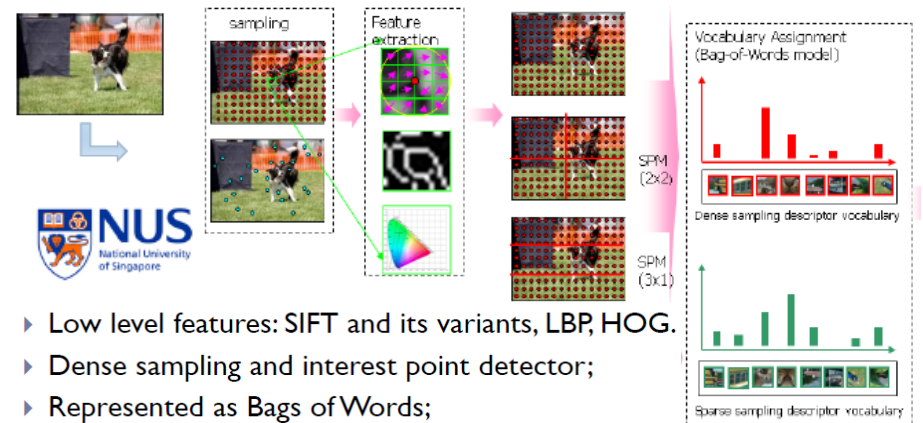 sampling
Feature
extraction
SPM
(2x2)
SPM
(3x1)
Vocabulary Assignment
(Bag-of-Words model)
Dense sampling descriptor vocabulary
Sparse sampling descriptor vocabulary
NUS
National University
of Singapore
Low level features: SIFT and its variants, LBP, HOG.
Dense sampling and interest point detector;
Represented as Bags of Words;